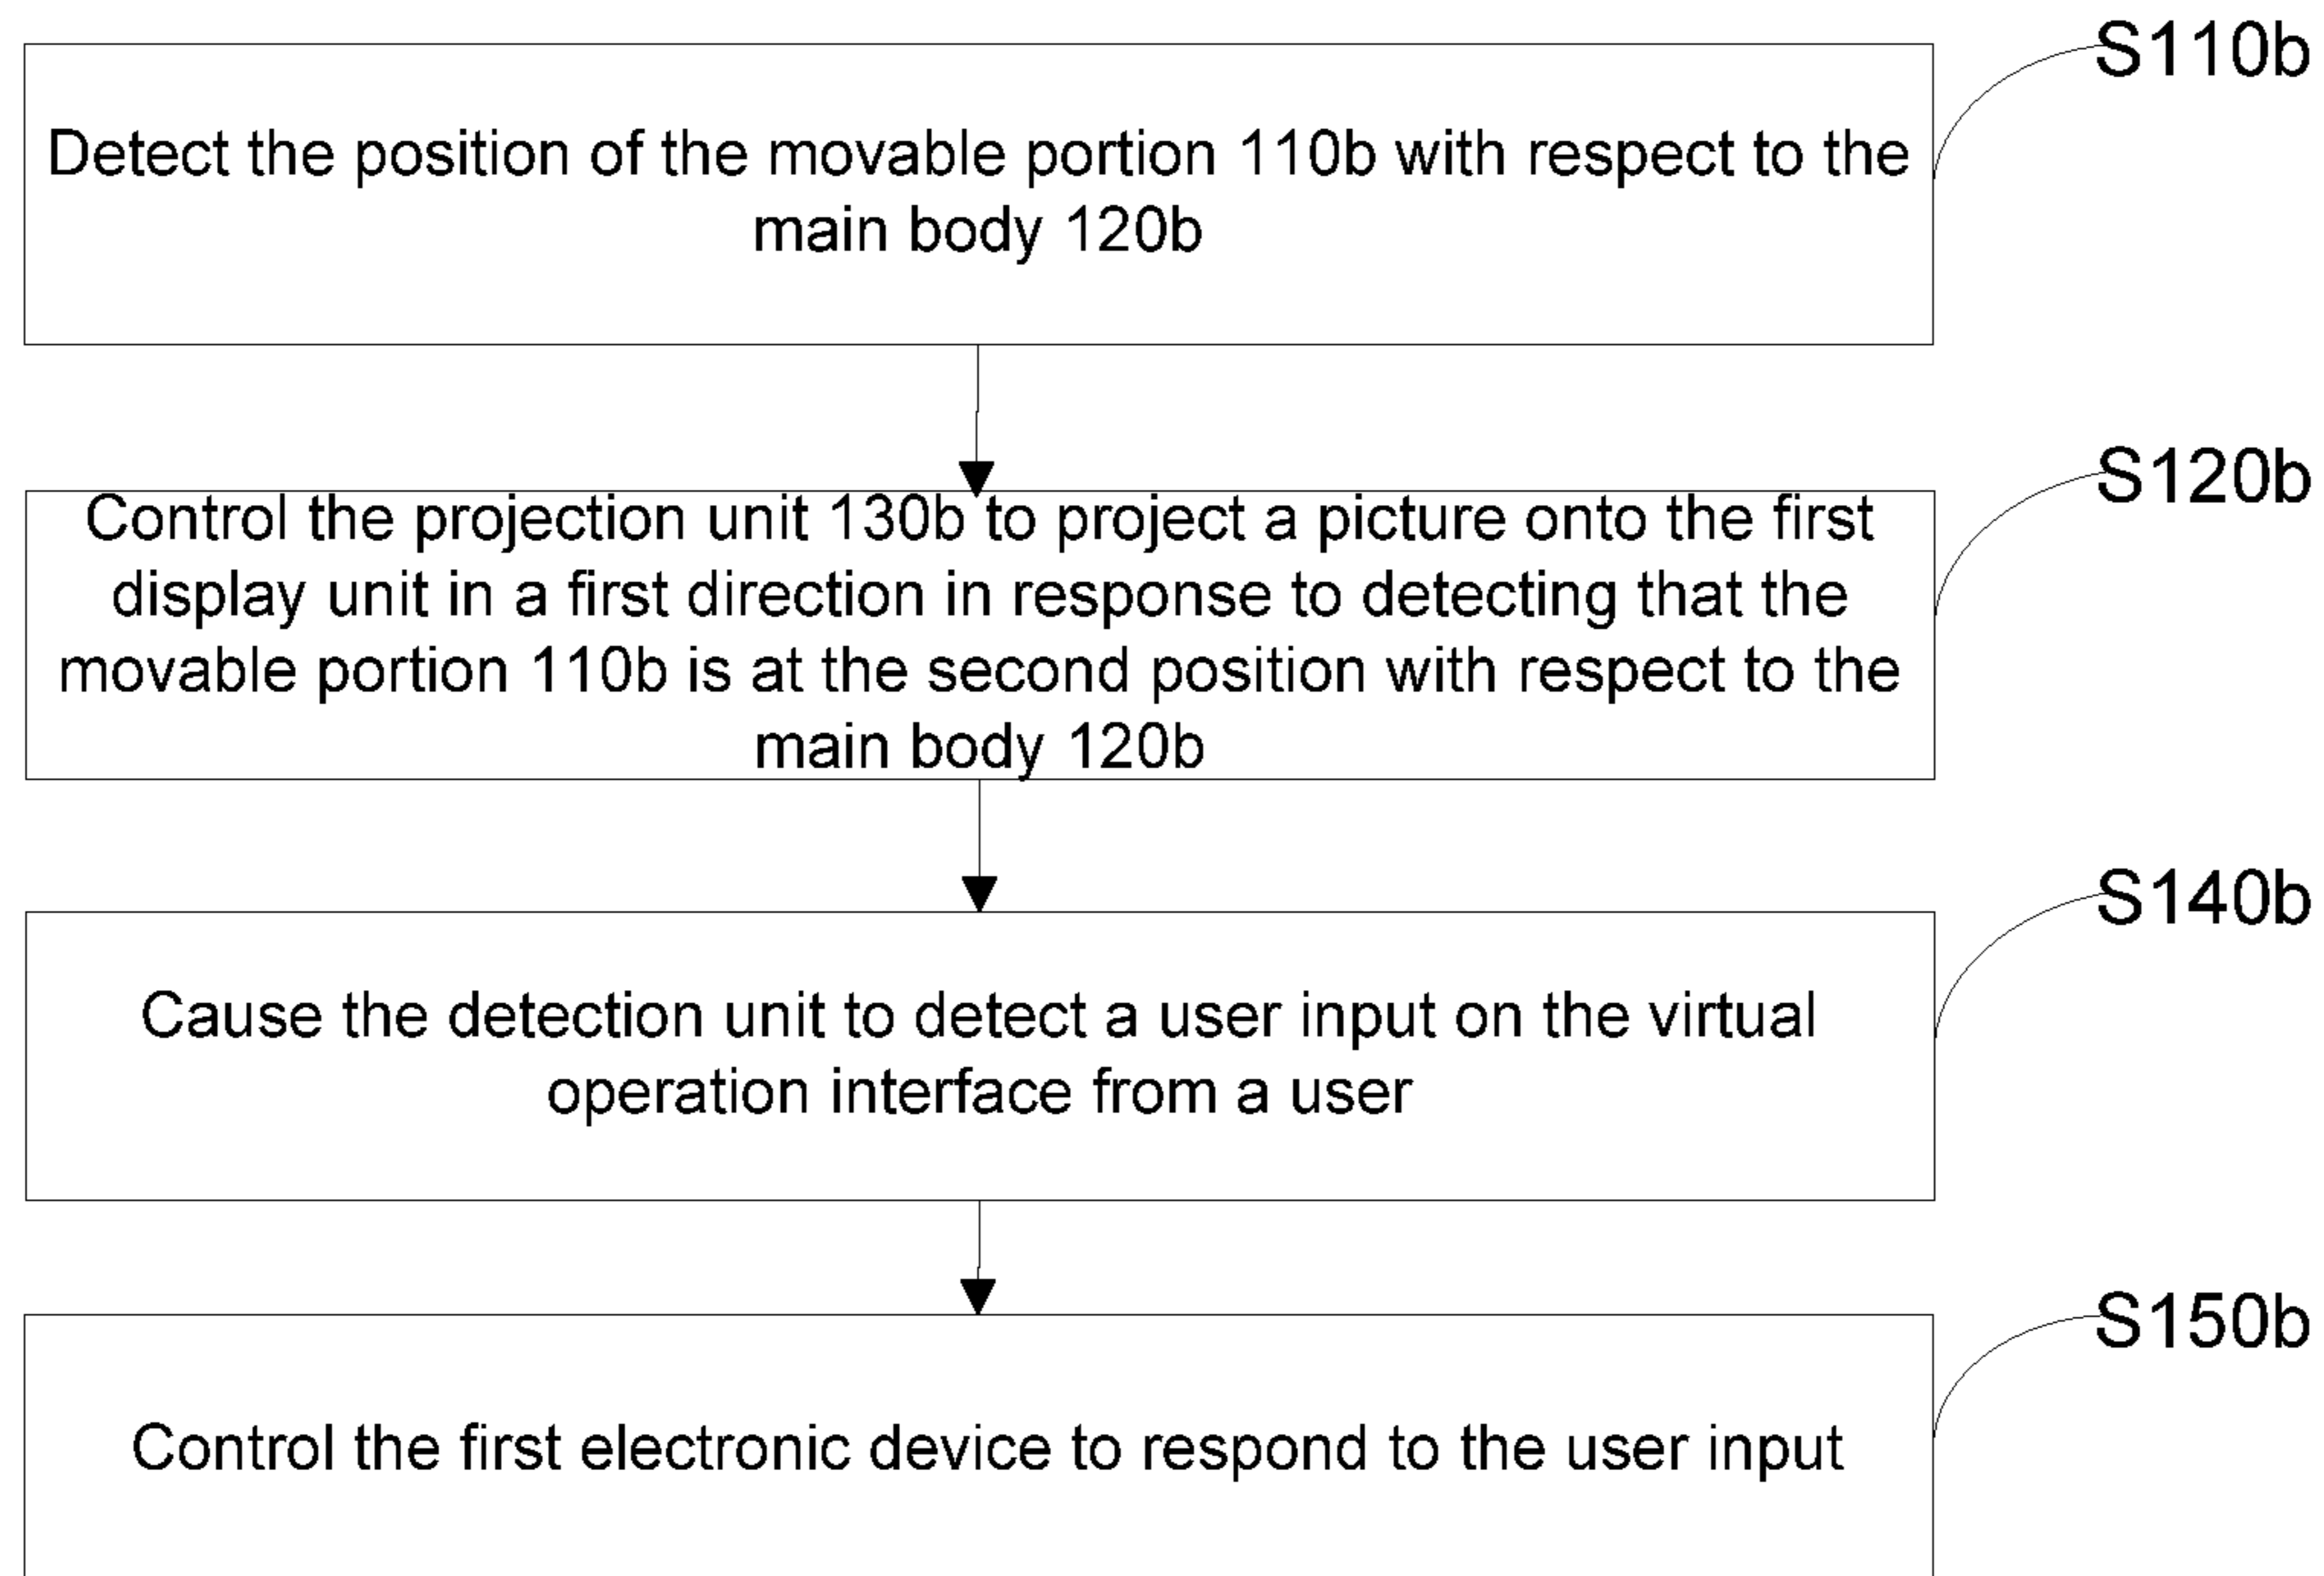 S110b
Detect the position of the movable portion 110b with respect to the
main body 120b
S120b
Control the projection unit 130b to project a picture onto the first
display unit in a first direction in response to detecting that the
movable portion 110b is at the second position with respect to the
main body 120b
S140b
Cause the detection unit to detect a user input on the virtual
operation interface from a user
S150b
Control the first electronic device to respond to the user input